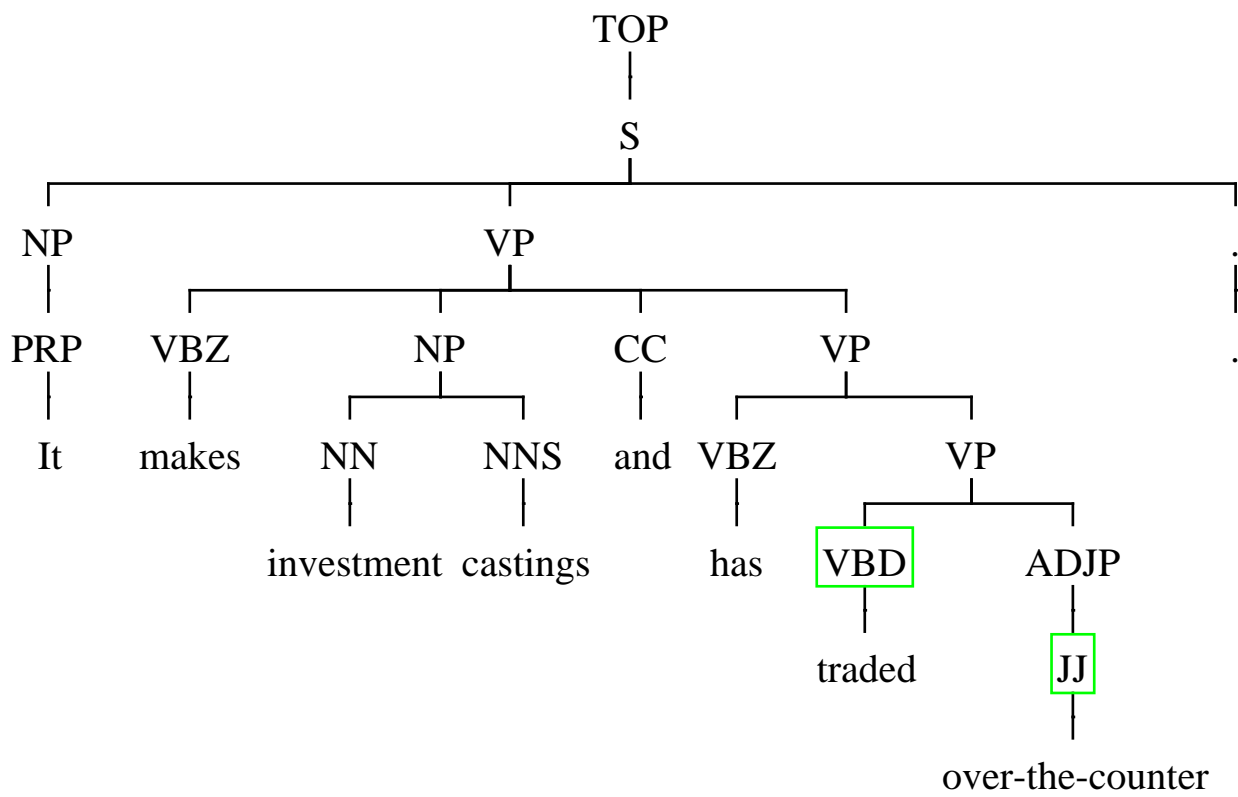 TOP
S
NP VP .
PRP VBZ NP CC VP .
It makes NN NNS and VBZ VP
investment castings has VBD ADJP
traded JJ
over-the-counter